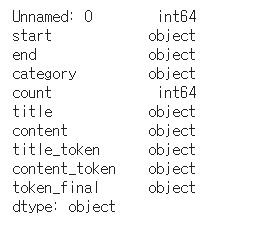 Unnamed: 0 int64
start object
end object
category object
count int64
title object
content object
title_token object
content_token object
token_final object
dtype: object